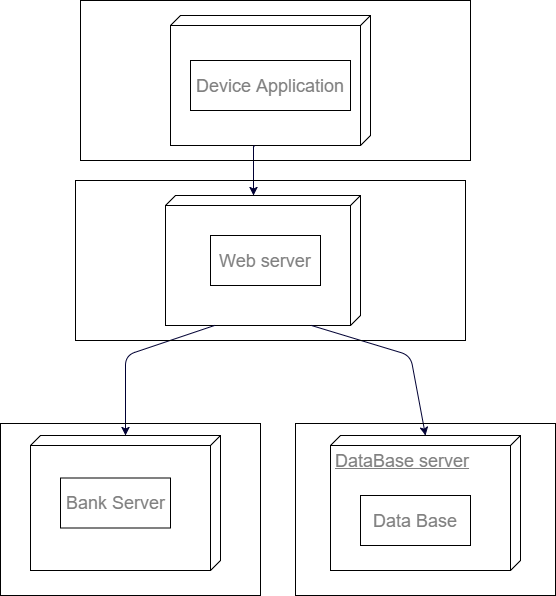 Device Application
Web server
Bank Server
DataBase server
Data Base